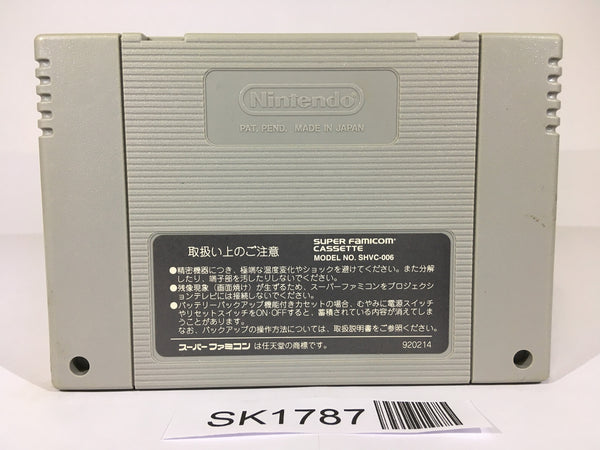 Nintendo
PAT. PEND. MADE IN JAPAN
取扱い上のご注意
SUPER FAMICOM
CASSETTE
MODEL NO. SHVC-006
●精密機器につき、極端な温度変化やショックを避けてください。また分解
したり、端子部を汚したりしないでください。
●残像現象（画面焼け）が生ずるため、スーパーファミコンをプロジェクシ
ョンテレビには接続しないでください。
●バッテリーバックアップ機能付きカセットの場合、むやみに電源スイッチ
やリセットスイッチをON・OFFすると、蓄積されている内容が消えてしま
うことがあります。
なお、バックアップの操作方法については、取扱説明書をご参照ください。
スーパーファミコン は任天堂の商標です。
920214
SK1787